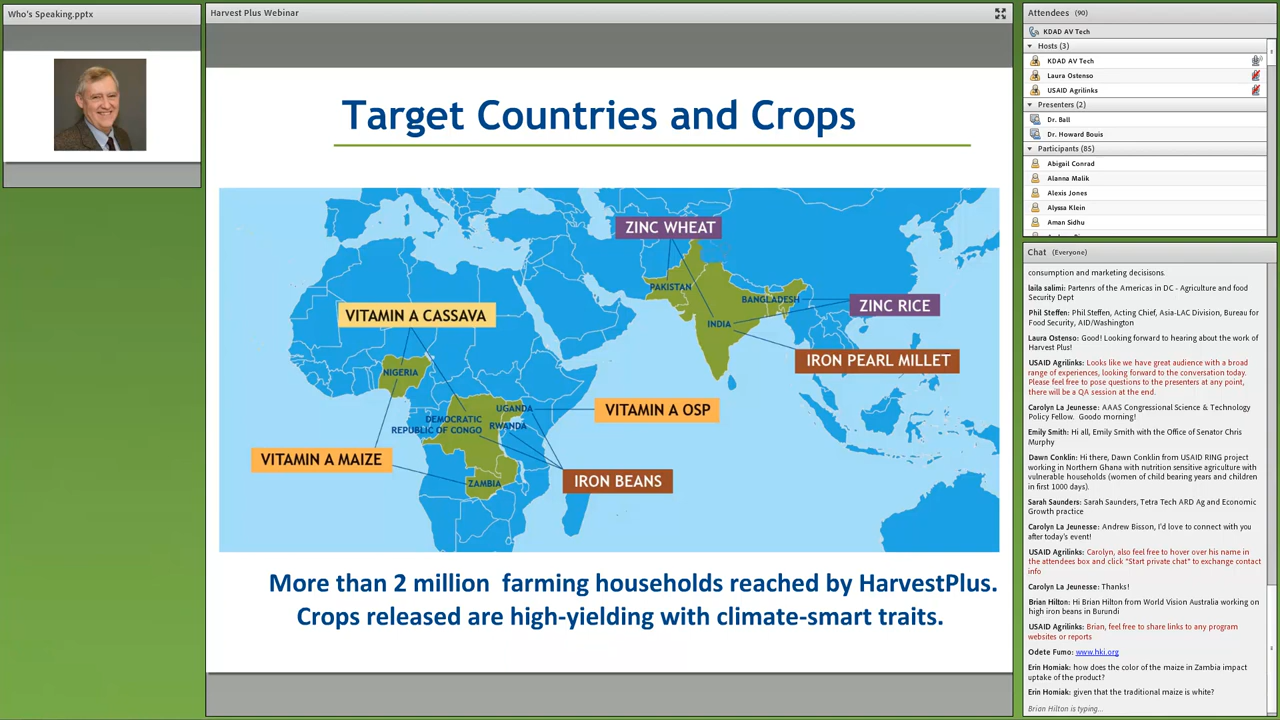 Who's Speaking.pptx
Harvest Plus Webinar
Target Countries and Crops
ZINC WHEAT
PAKISTAN
BANGLADESH
ZINC RICE
VITAMIN A CASSAVA
INDIA
IRON PEARL MILLET
NIGERIA
UGANDA
VITAMIN A OSP
DEMOCRATIC
REPUBLIC OF CONGO
RWANDA
VITAMIN A MAIZE
ZAMBIA
IRON BEANS
More than 2 million farming households reached by HarvestPlus.
Crops released are high-yielding with climate-smart traits.
Attendees (90)
KDAD AV Tech
Hosts (3)
KDAD AV Tech
Laura Ostenso
USAID Agrilinks
Presenters (2)
Dr. Ball
Dr. Howard Bouis
Participants (85)
Abigail Conrad
Alanna Malik
Alexis Jones
Alyssa Klein
Aman Sidhu
Chat (Everyone)
consumption and marketing decisisons.
laila salimi: Partenrs of the Americas in DC - Agriculture and food
Security Dept
Phil Steffen: Phil Steffen, Acting Chief, Asia-LAC Division, Bureau for
Food Security, AID/Washington
Laura Ostenso: Good! Looking forward to hearing about the work of
Harvest Plus!
USAID Agrilinks: Looks like we have great audience with a broad
range of experiences, looking forward to the conversation today.
Please feel free to pose questions to the presenters at any point,
there will be a QA session at the end.
Carolyn La Jeunesse: AAAS Congressional Science & Technology
Policy Fellow. Goodo morning!
Emily Smith: Hi all, Emily Smith with the Office of Senator Chris
Murphy
Dawn Conklin: Hi there, Dawn Conklin from USAID RING project
working in Northern Ghana with nutrition sensitive agriculture with
vulnerable households (women of child bearing years and children
in first 1000 days).
Sarah Saunders: Sarah Saunders, Tetra Tech ARD Ag and Economic
Growth practice
Carolyn La Jeunesse: Andrew Bisson, I'd love to connect with you
after today's event!
USAID Agrilinks: Carolyn, also feel free to hover over his name in
the attendees box and click "Start private chat" to exchange contact
info
Carolyn La Jeunesse: Thanks!
Brian Hilton: Hi Brian Hilton from World Vision Australia working on
high iron beans in Burundi
USAID Agrilinks: Brian, feel free to share links to any program
websites or reports
Odete Fumo: www.hki.org
Erin Homiak: how does the color of the maize in Zambia impact
uptake of the product?
Erin Homiak: given that the traditional maize is white?
Brian Hilton is typing...